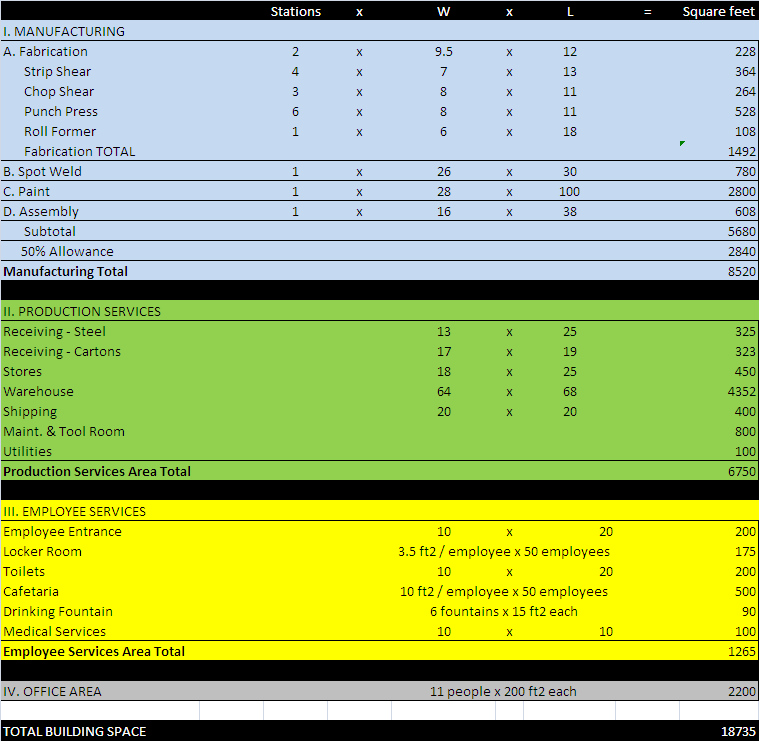 Stations x W x L = Square feet
I. MANUFACTURING
A. Fabrication 2 x 9.5 x 12 228
Strip Shear 4 x 7 x 13 364
Chop Shear 3 x 8 x 11 264
Punch Press 6 x 8 x 11 528
Roll Former 1 x 6 x 18 108
Fabrication TOTAL 1492
B. Spot Weld 1 x 26 x 30 780
C. Paint 1 x 28 x 100 2800
D. Assembly 1 x 16 x 38 608
Subtotal 5680
50% Allowance 2840
Manufacturing Total 8520
II. PRODUCTION SERVICES
Receiving - Steel 13 x 25 325
Receiving - Cartons 17 x 19 323
Stores 18 x 25 450
Warehouse 64 x 68 4352
Shipping 20 x 20 400
Maint. & Tool Room 800
Utilities 100
Production Services Area Total 6750
III. EMPLOYEE SERVICES
Employee Entrance 10 x 20 200
Locker Room 3.5 ft2 / employee x 50 employees 175
Toilets 10 x 20 200
Cafetaria 10 ft2 / employee x 50 employees 500
Drinking Fountain 6 fountains x 15 ft2 each 90
Medical Services 10 x 10 100
Employee Services Area Total 1265
IV. OFFICE AREA 11 people x 200 ft2 each 2200
TOTAL BUILDING SPACE 18735